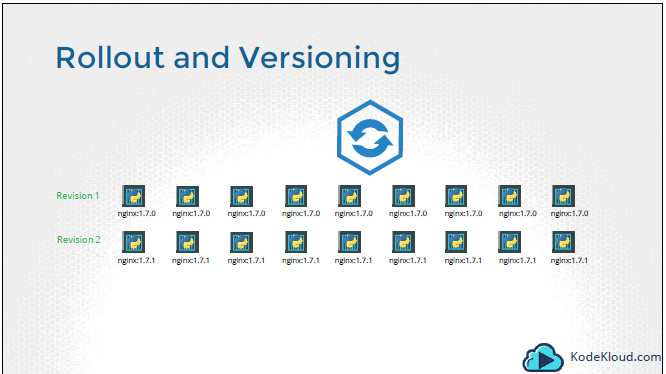 Rollout and Versioning
Revision 1
nginx:1.7.0 nginx:1.7.0 nginx:1.7.0 nginx:1.7.0 nginx:1.7.0 nginx:1.7.0 nginx:1.7.0 nginx:1.7.0 nginx:1.7.0
Revision 2
nginx:1.7.1 nginx:1.7.1 nginx:1.7.1 nginx:1.7.1 nginx:1.7.1 nginx:1.7.1 nginx:1.7.1 nginx:1.7.1 nginx:1.7.1
KodeKloud.com